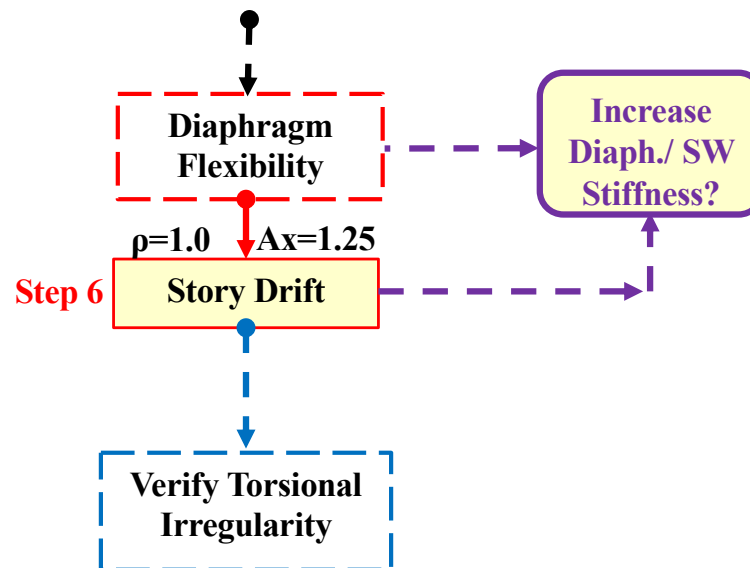 Diaphragm
Flexibility
Increase
Diaph./ SW
Stiffness?
ρ=1.0 Ax=1.25
Step 6 Story Drift
Verify Torsional
Irregularity